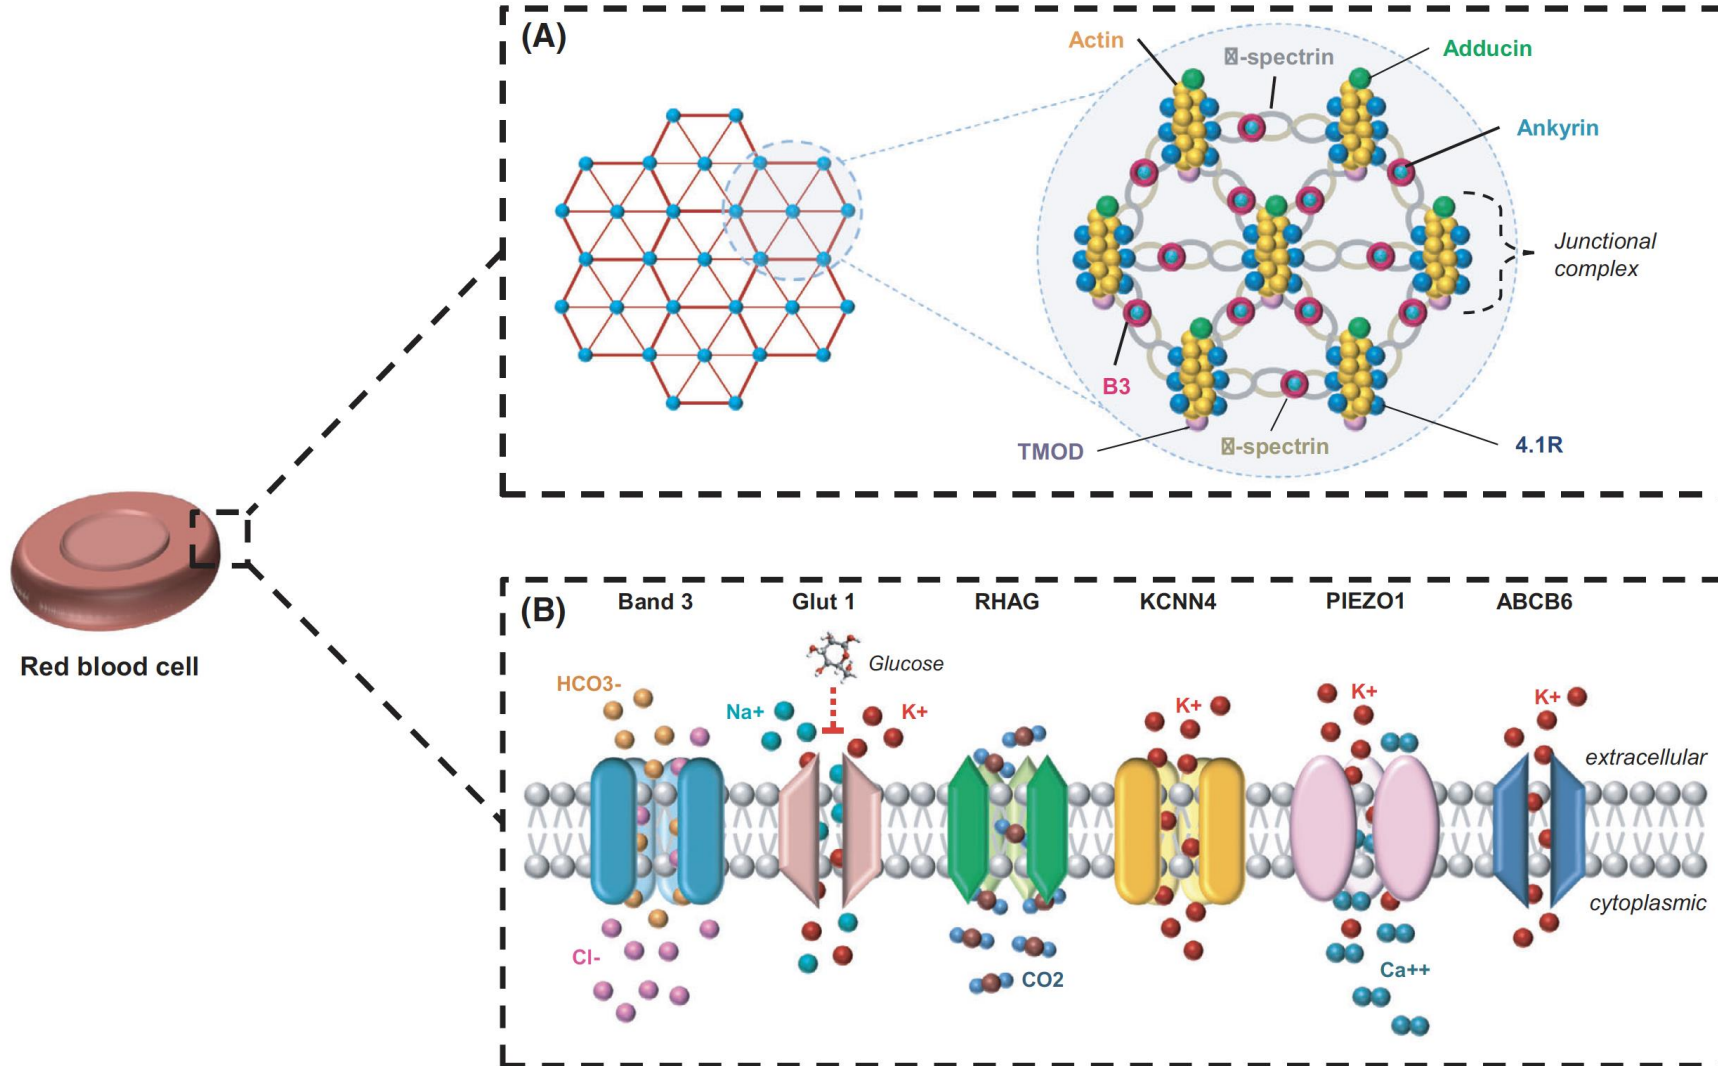 (A)
Actin
⍰-spectrin
Adducin
Ankyrin
Junctional
complex
B3
TMOD
⍰-spectrin
4.1R
Red blood cell
(B)
Band 3
Glut 1
RHAG
KCNN4
PIEZO1
ABCB6
Glucose
HCO3-
Na+
K+
K+
K+
K+
extracellular
cytoplasmic
Cl-
CO2
Ca++